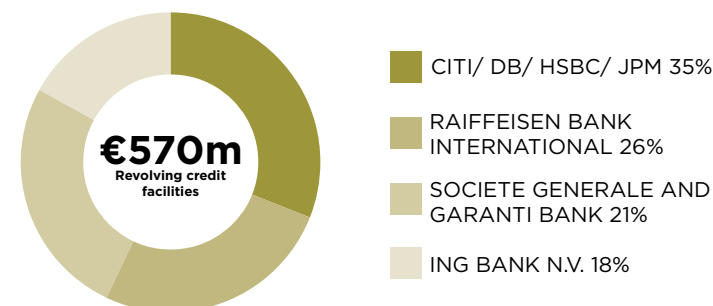 €570m
Revolving credit
facilities
CITI/ DB/ HSBC/ JPM 35%
RAIFFEISEN BANK
INTERNATIONAL 26%
SOCIETE GENERALE AND
GARANTI BANK 21%
ING BANK N.V. 18%